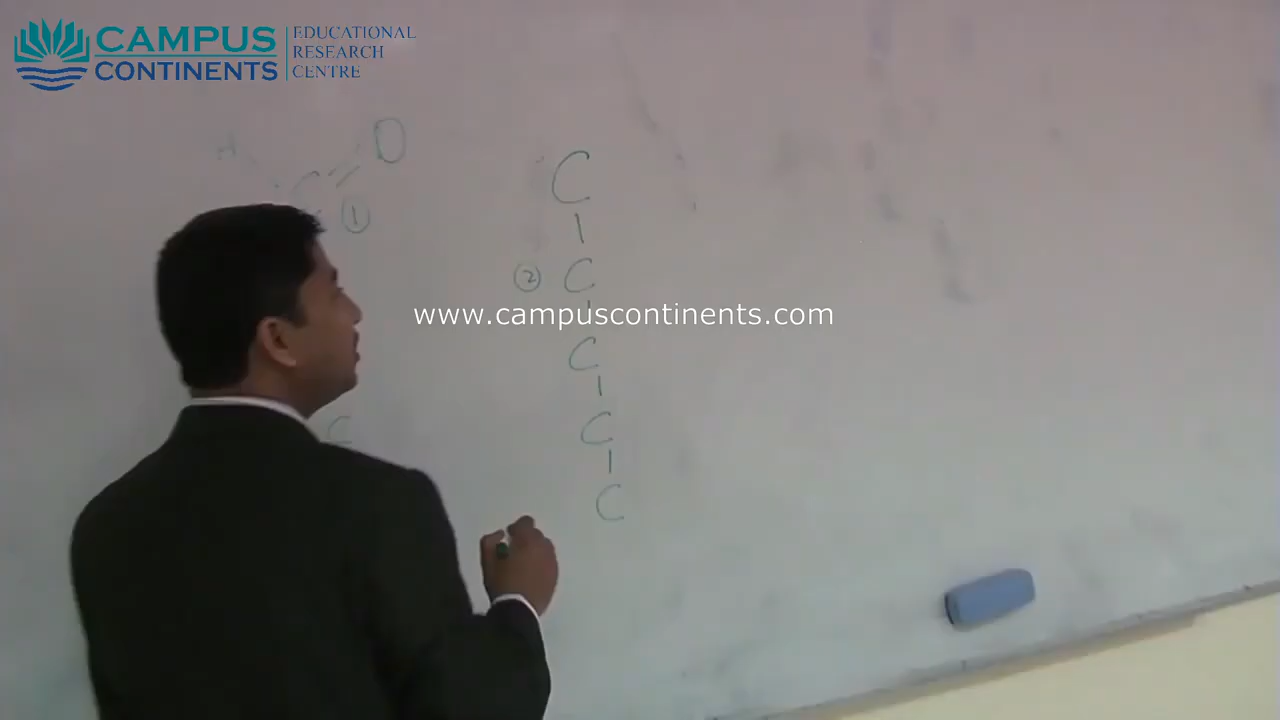 CAMPUS
CONTINENTS
EDUCATIONAL
RESEARCH
CENTRE
H
O
C
①
C
C
②
C
www.campuscontinents.com
C
C
C